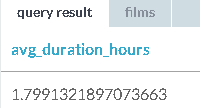 query result films
avg_duration_hours
1.7991321897073663